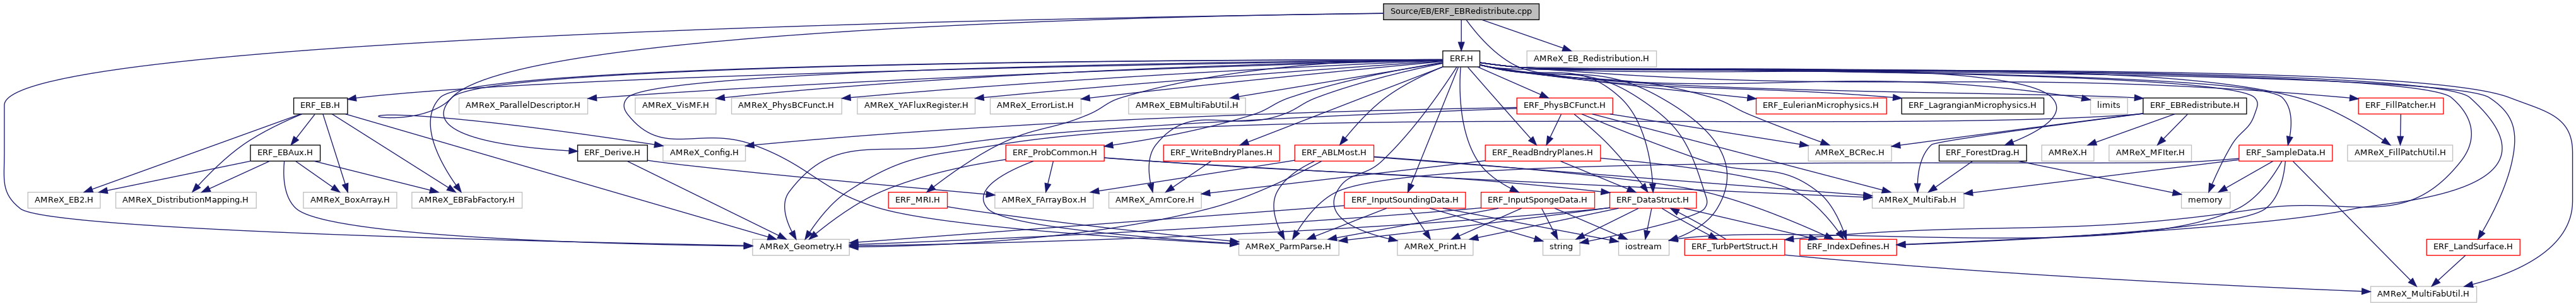 Source/EB/ERF_EBRedistribute.cpp
ERF.H
AMReX_EB_Redistribution.H
ERF_EB.H
AMReX_ParallelDescriptor.H
AMReX_VisMF.H
AMReX_PhysBCFunct.H
AMReX_YAFluxRegister.H
AMReX_ErrorList.H
AMReX_EBMultiFabUtil.H
ERF_PhysBCFunct.H
ERF_EulerianMicrophysics.H
ERF_LagrangianMicrophysics.H
limits
ERF_EBRedistribute.H
ERF_FillPatcher.H
ERF_EBAux.H
ERF_Derive.H
AMReX_Config.H
ERF_ProbCommon.H
ERF_WriteBndryPlanes.H
ERF_ABLMost.H
ERF_ReadBndryPlanes.H
AMReX_BCRec.H
ERF_ForestDrag.H
AMReX.H
AMReX_MFIter.H
ERF_SampleData.H
AMReX_FillPatchUtil.H
AMReX_EB2.H
AMReX_DistributionMapping.H
AMReX_BoxArray.H
AMReX_EBFabFactory.H
ERF_MRI.H
AMReX_FArrayBox.H
AMReX_AmrCore.H
ERF_InputSoundingData.H
ERF_InputSpongeData.H
ERF_DataStruct.H
AMReX_MultiFab.H
memory
AMReX_Geometry.H
AMReX_ParmParse.H
AMReX_Print.H
string
iostream
ERF_TurbPertStruct.H
ERF_IndexDefines.H
ERF_LandSurface.H
AMReX_MultiFabUtil.H